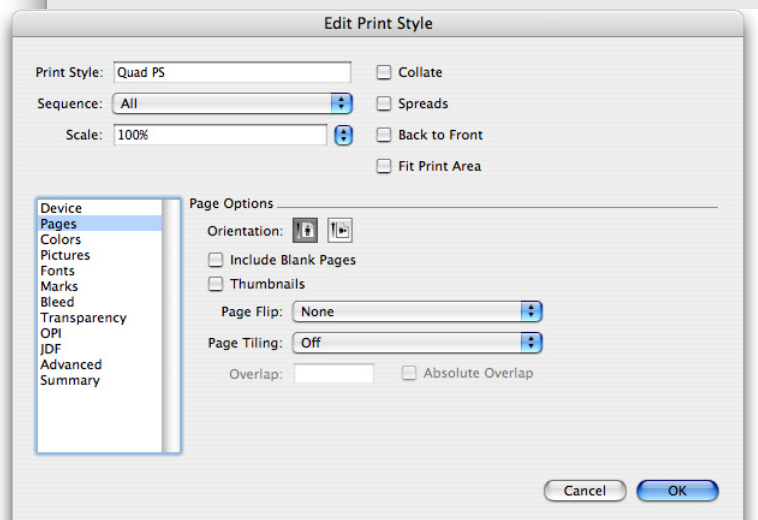 Edit Print Style
Print Style: Quad PS
Collate
Sequence: All
Spreads
Scale: 100%
Back to Front
Fit Print Area
Device
Pages
Colors
Pictures
Fonts
Marks
Bleed
Transparency
OPI
JDF
Advanced
Summary
Page Options
Orientation:
Include Blank Pages
Thumbnails
Page Flip: None
Page Tiling: Off
Overlap:
Absolute Overlap
Cancel
OK